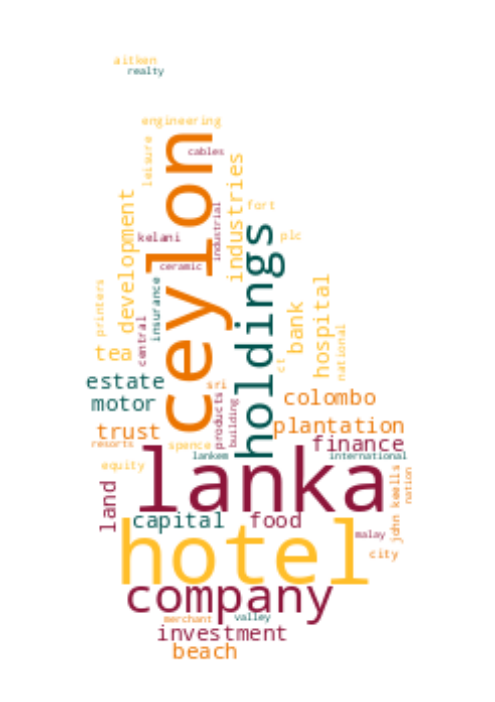 aitken
realty
engineering
ceylon
cables
leisure
industries
development
holdings
industrial
fort
kelani
plc
ceramic
insurance
printers
central
hospital
bank
national
tea
ct
estate
sri
motor
products
building
colombo
trust
plantation
resorts
spence
finance
lankem
international
equity
lanka
john keells
nation
land
capital
food
malay
hotel
city
company
merchant
valley
investment
beach